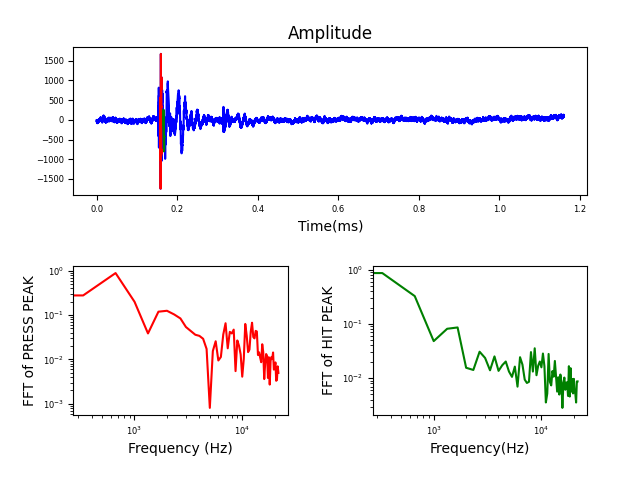 Amplitude
1500
1000
500
0
−500
−1000
−1500
0.0 0.2 0.4 0.6 0.8 1.0 1.2
Time(ms)
FFT of PRESS PEAK
10⁰
10⁻¹
10⁻²
10⁻³
10³ 10⁴
Frequency (Hz)
FFT of HIT PEAK
10⁰
10⁻¹
10⁻²
10³ 10⁴
Frequency(Hz)